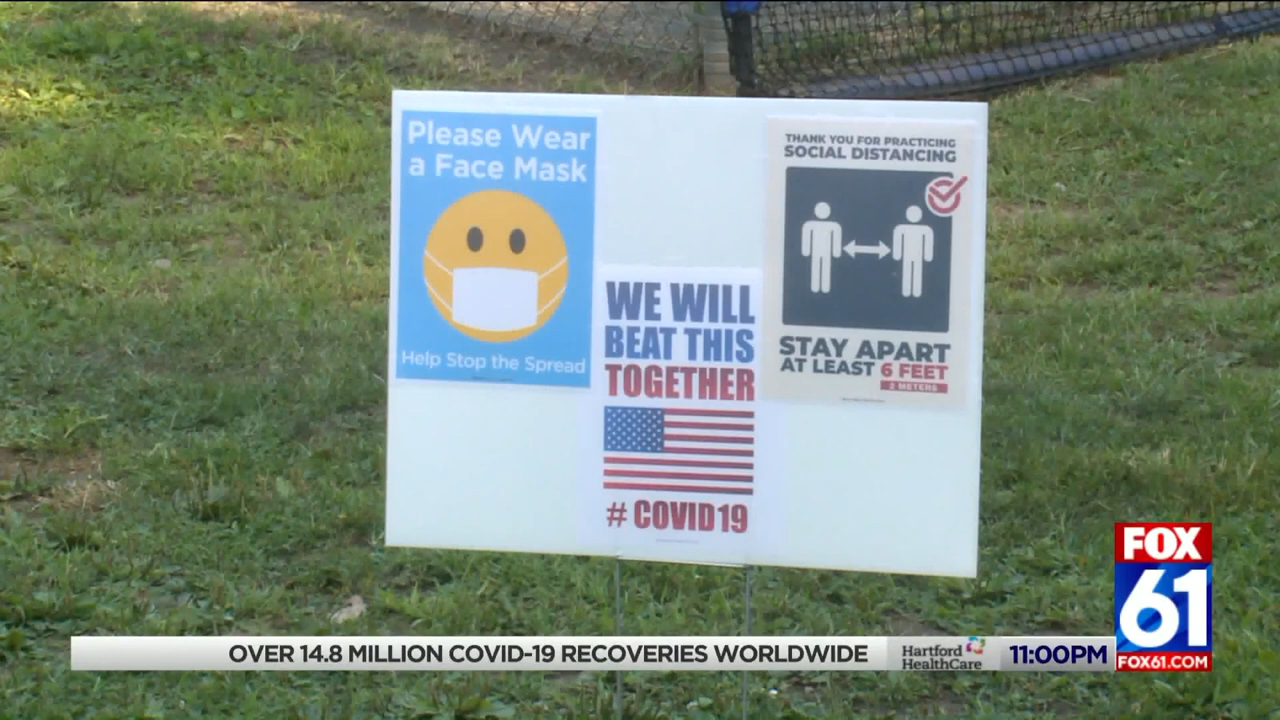 Please Wear
a Face Mask
Help Stop the Spread
WE WILL
BEAT THIS
TOGETHER
# COVID19
THANK YOU FOR PRACTICING
SOCIAL DISTANCING
STAY APART
AT LEAST 6 FEET
2 METERS
OVER 14.8 MILLION COVID-19 RECOVERIES WORLDWIDE
Hartford
HealthCare
11:00PM
FOX
61
FOX61.COM